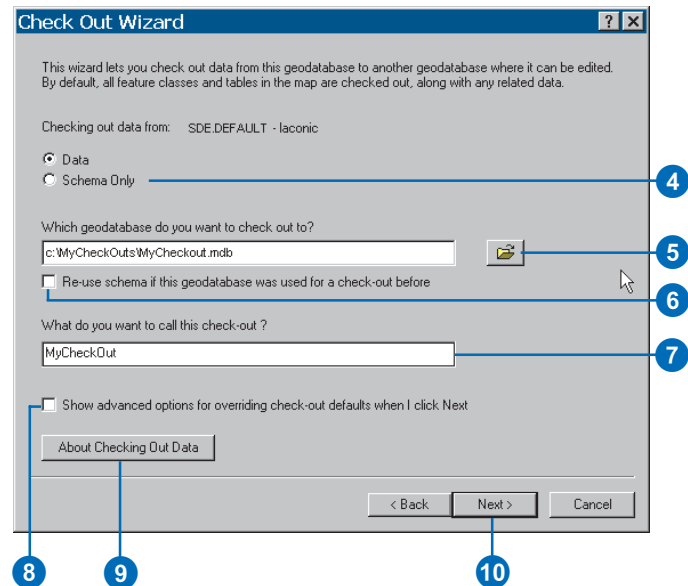 Check Out Wizard
? X
This wizard lets you check out data from this geodatabase to another geodatabase where it can be edited.
By default, all feature classes and tables in the map are checked out, along with any related data.
Checking out data from: SDE.DEFAULT - laconic
Data
Schema Only
4
Which geodatabase do you want to check out to?
c:\MyCheckOuts\MyCheckout.mdb
5
Re-use schema if this geodatabase was used for a check-out before
6
What do you want to call this check-out ?
MyCheckOut
7
Show advanced options for overriding check-out defaults when I click Next
About Checking Out Data
< Back
Next >
Cancel
8
9
10